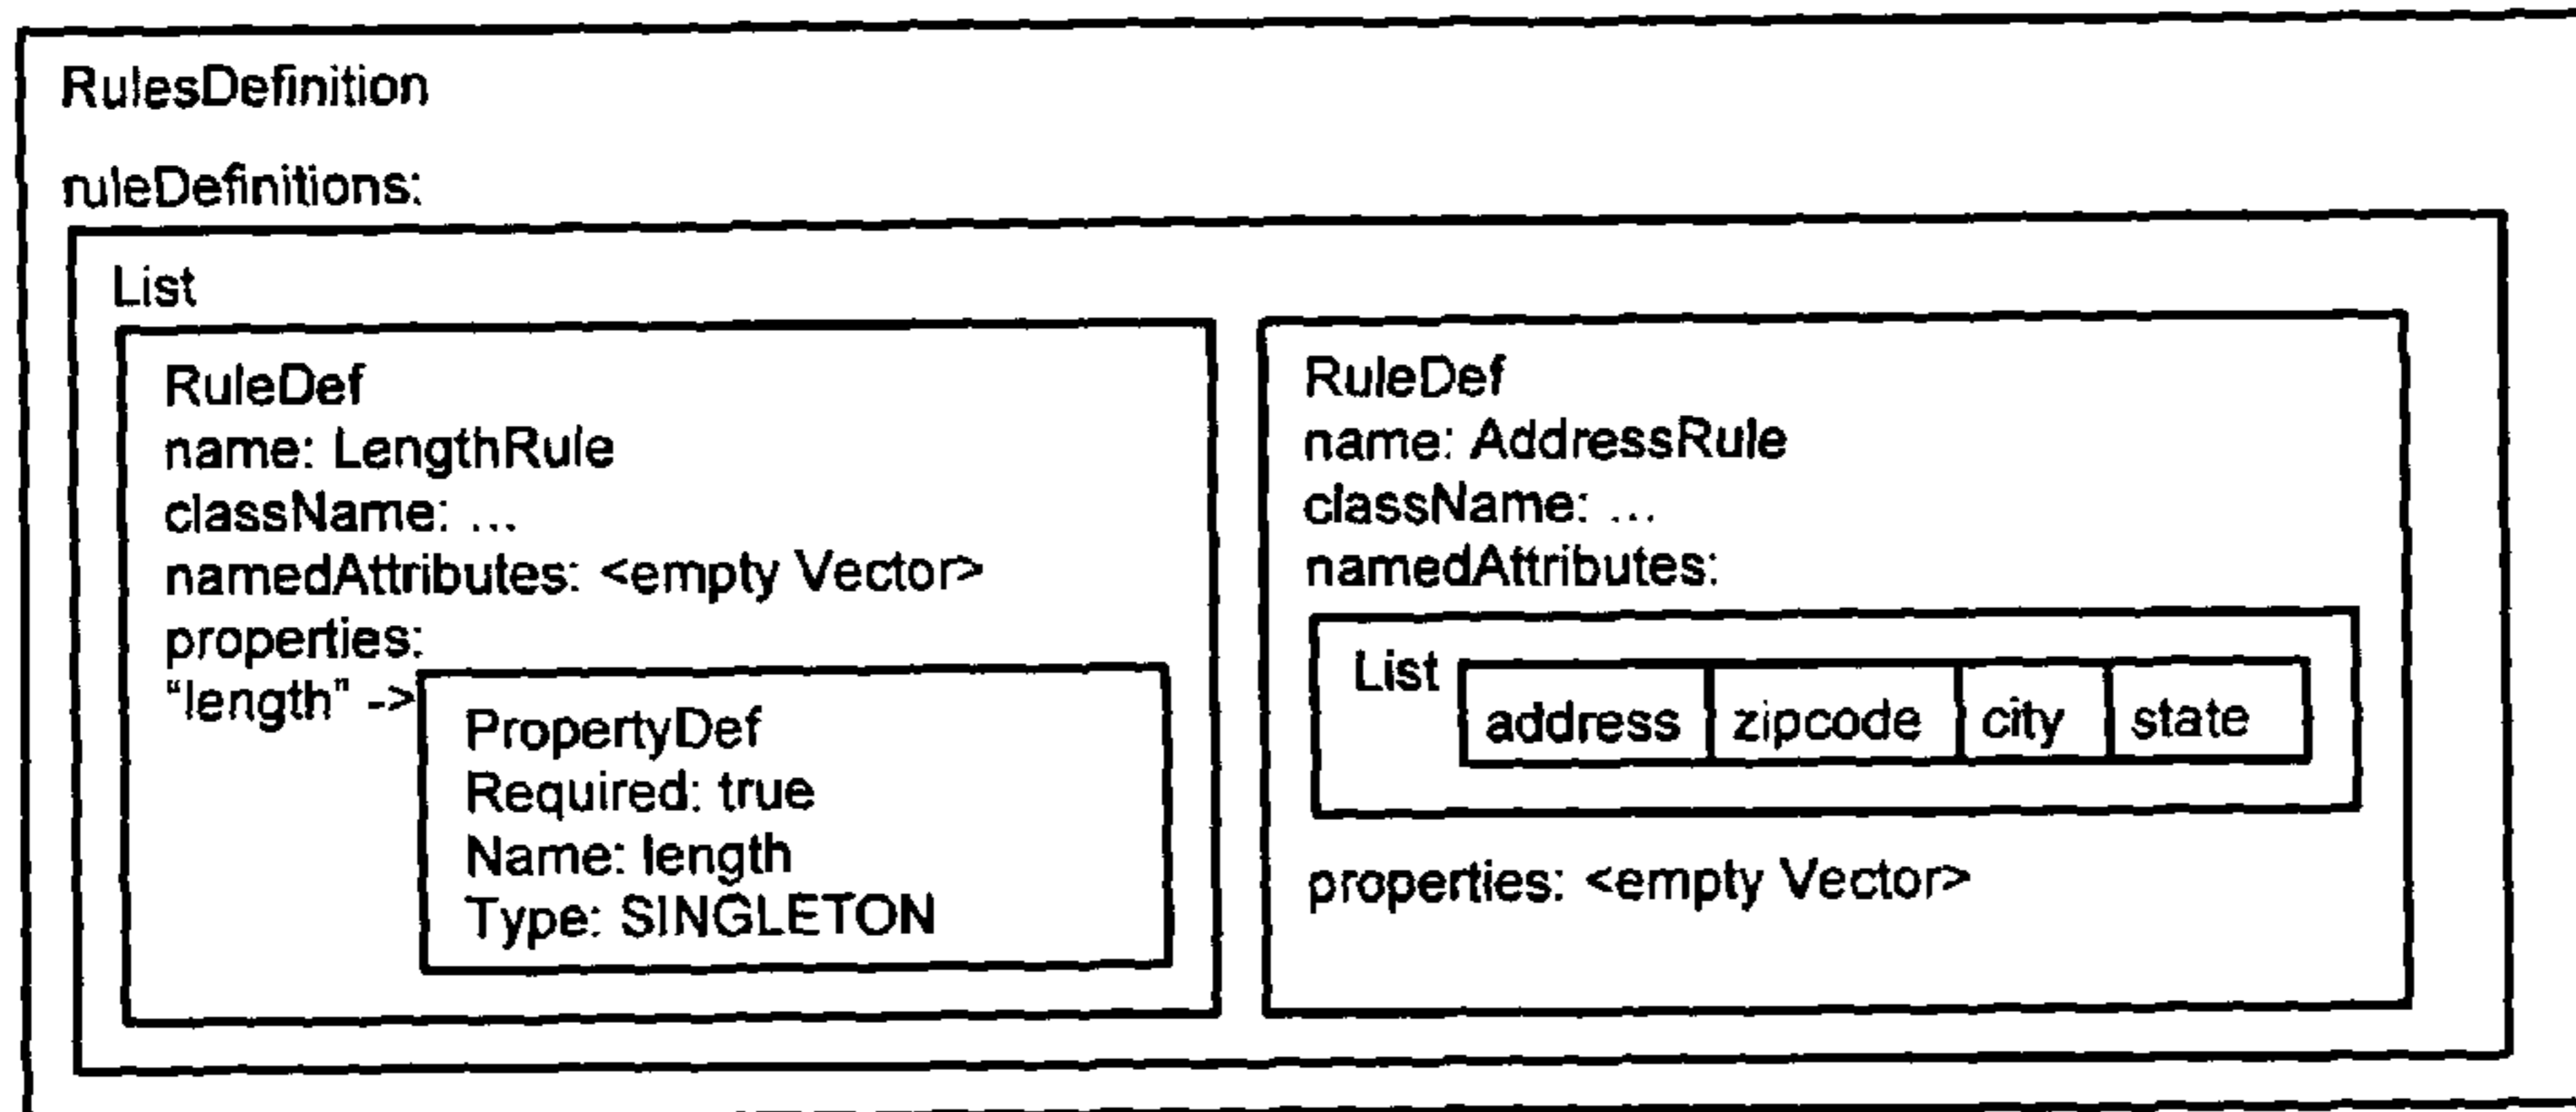 RulesDefinition
ruleDefinitions:
List
RuleDef
name: LengthRule
className: ...
namedAttributes: <empty Vector>
properties:
"length" ->
PropertyDef
Required: true
Name: length
Type: SINGLETON
RuleDef
name: AddressRule
className: ...
namedAttributes:
List
address zipcode city state
properties: <empty Vector>